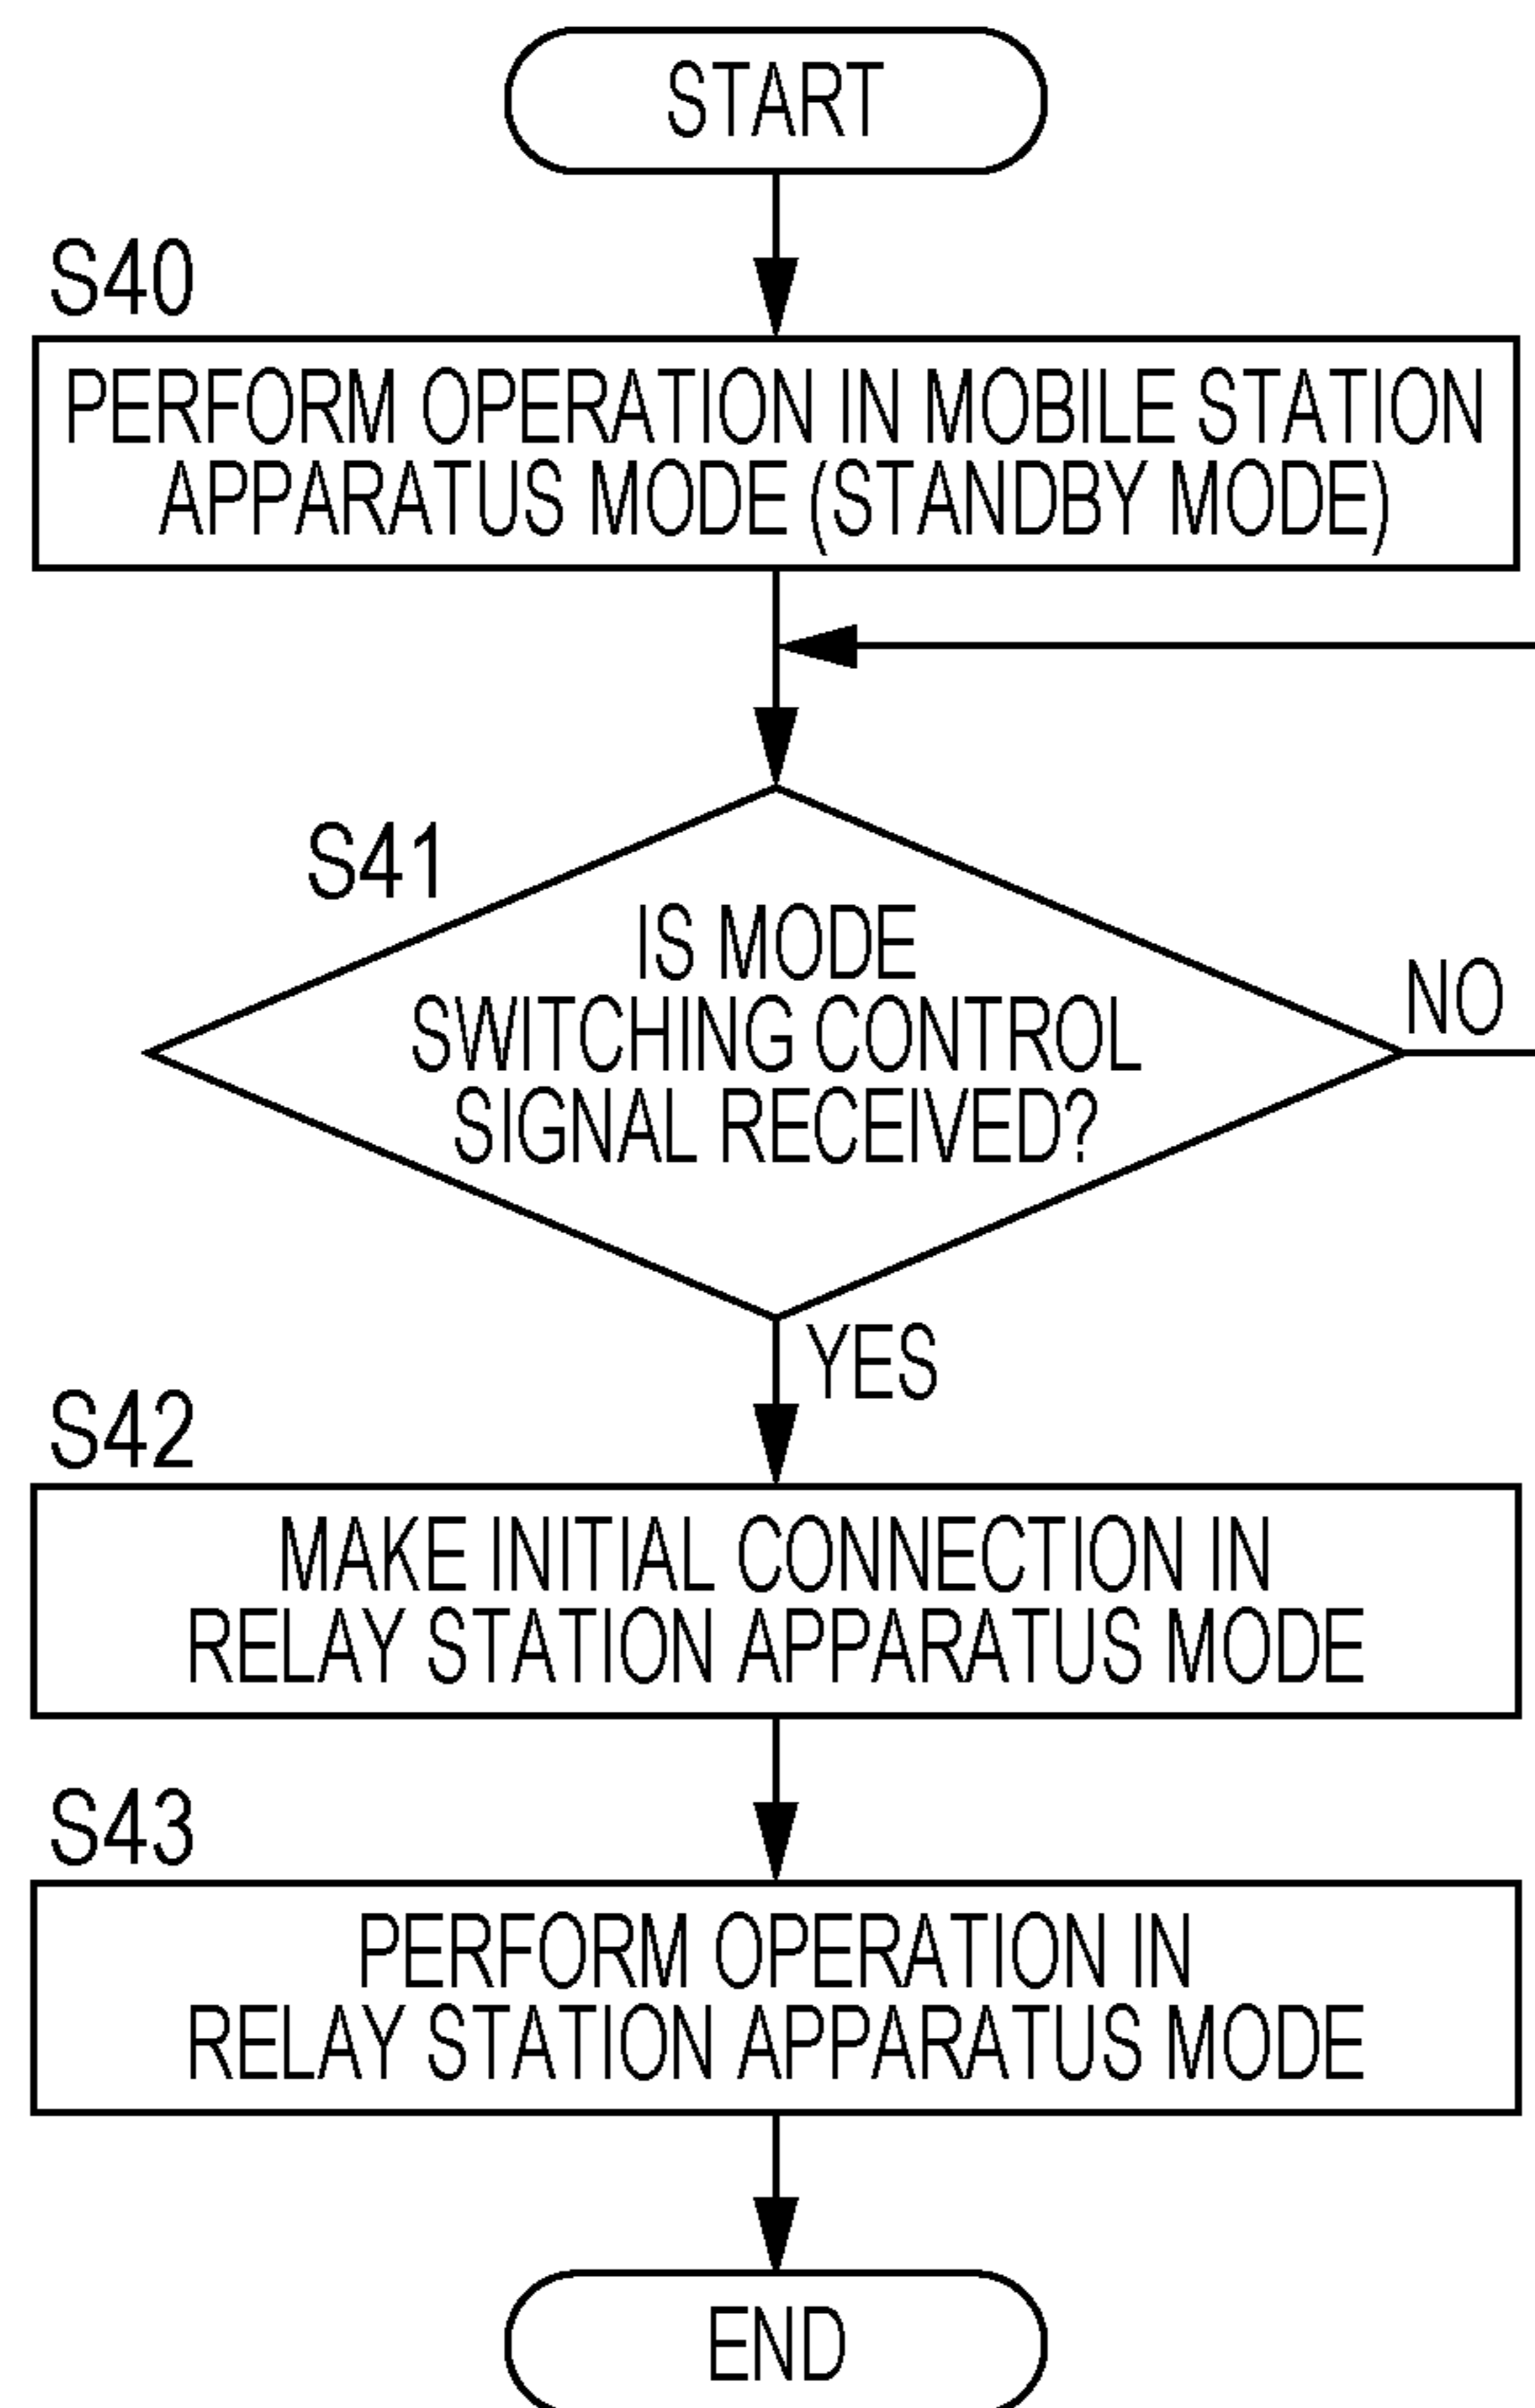 START
S40
PERFORM OPERATION IN MOBILE STATION
APPARATUS MODE (STANDBY MODE)
S41
IS MODE
SWITCHING CONTROL
SIGNAL RECEIVED?
NO
YES
S42
MAKE INITIAL CONNECTION IN
RELAY STATION APPARATUS MODE
S43
PERFORM OPERATION IN
RELAY STATION APPARATUS MODE
END